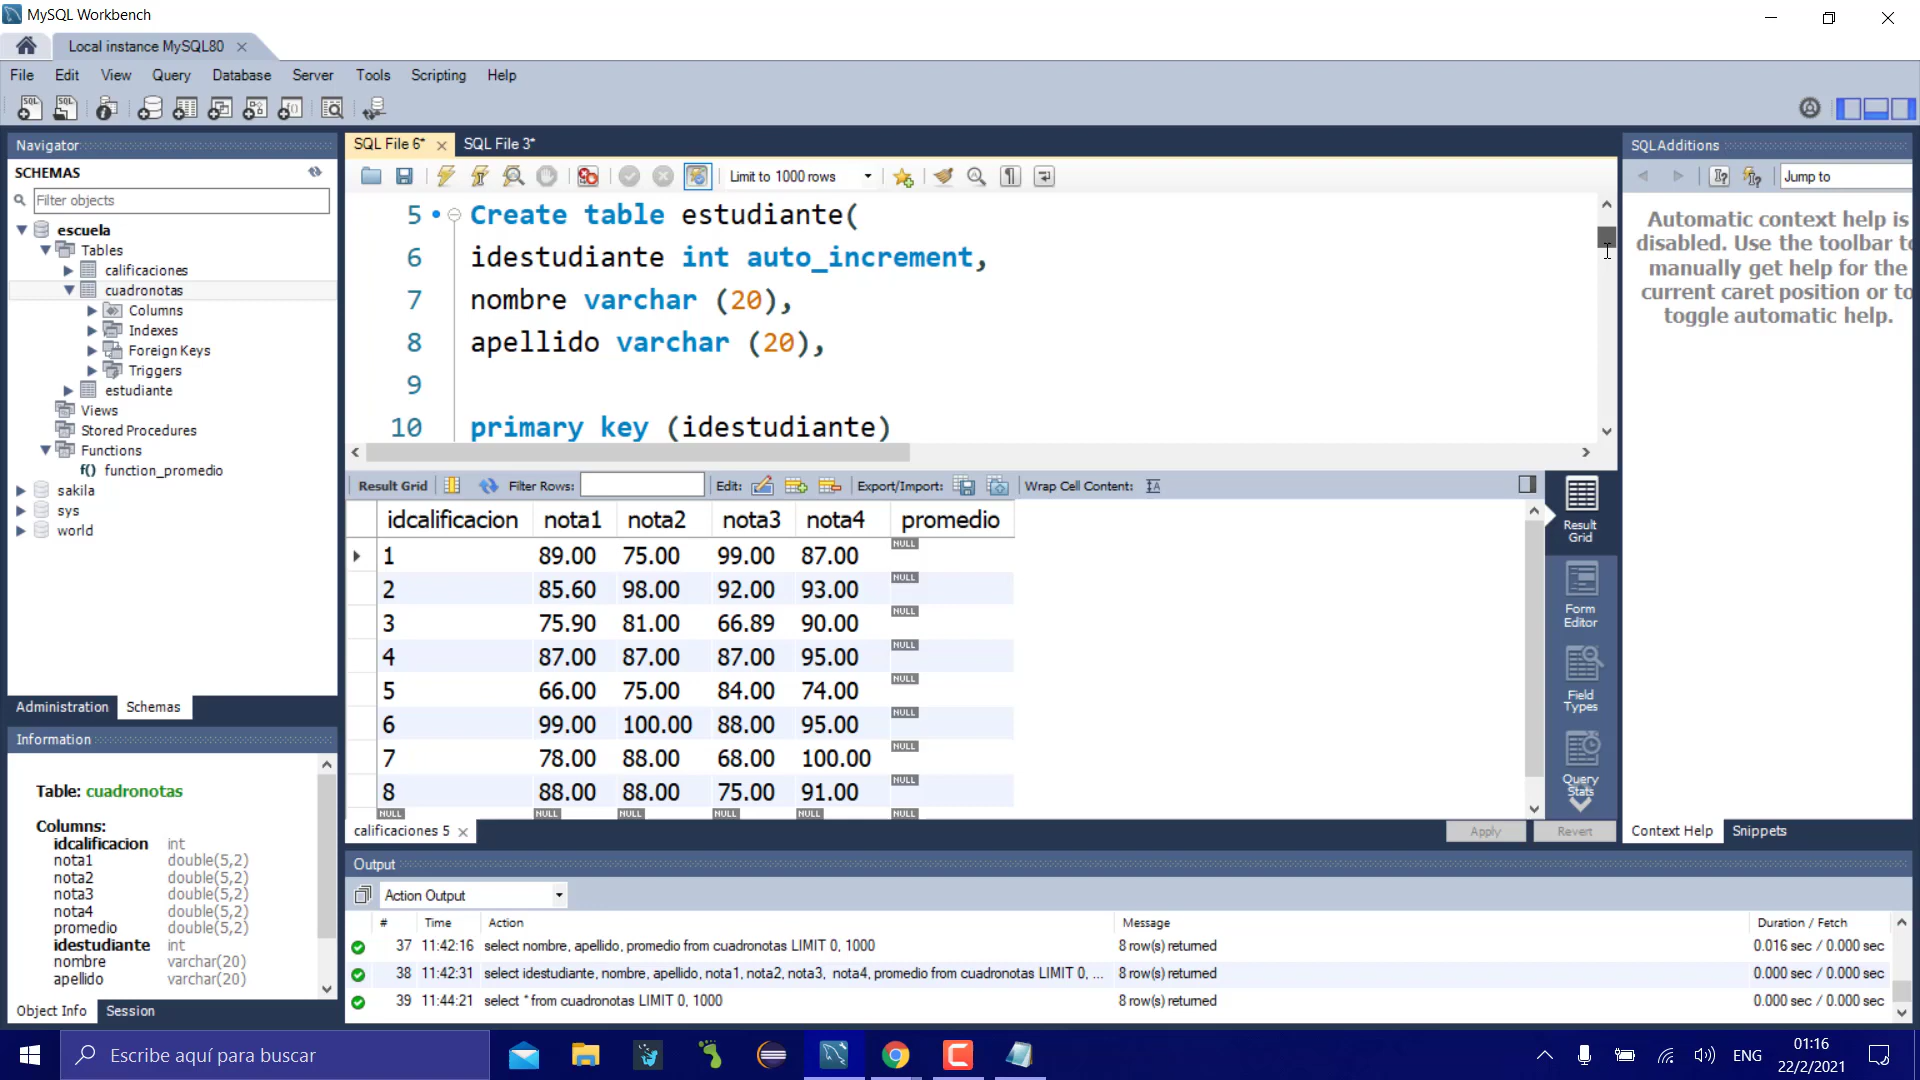 MySQL Workbench
Local instance MySQL80
File Edit View Query Database Server Tools Scripting Help
Navigator
SCHEMAS
Filter objects
escuela
Tables
calificaciones
cuadronotas
Columns
Indexes
Foreign Keys
Triggers
estudiante
Views
Stored Procedures
Functions
f() function_promedio
sakila
sys
world
Administration Schemas
Information
Table: cuadronotas
Columns:
idcalificacion int
nota1 double(5,2)
nota2 double(5,2)
nota3 double(5,2)
nota4 double(5,2)
promedio double(5,2)
idestudiante int
nombre varchar(20)
apellido varchar(20)
Object Info Session
SQL File 6* SQL File 3*
Limit to 1000 rows
5 Create table estudiante(
6 idestudiante int auto_increment,
7 nombre varchar (20),
8 apellido varchar (20),
9
10 primary key (idestudiante)
Result Grid Filter Rows: Edit: Export/Import: Wrap Cell Content:
idcalificacion nota1 nota2 nota3 nota4 promedio
1 89.00 75.00 99.00 87.00 NULL
2 85.60 98.00 92.00 93.00 NULL
3 75.90 81.00 66.89 90.00 NULL
4 87.00 87.00 87.00 95.00 NULL
5 66.00 75.00 84.00 74.00 NULL
6 99.00 100.00 88.00 95.00 NULL
7 78.00 88.00 68.00 100.00 NULL
8 88.00 88.00 75.00 91.00 NULL
NULL NULL NULL NULL NULL NULL
Result
Grid
Form
Editor
Field
Types
Query
Stats
calificaciones 5
Apply Revert
SQLAdditions
Jump to
Automatic context help is
disabled. Use the toolbar to
manually get help for the
current caret position or to
toggle automatic help.
Context Help Snippets
Output
Action Output
# Time Action Message Duration / Fetch
37 11:42:16 select nombre, apellido, promedio from cuadronotas LIMIT 0, 1000 8 row(s) returned 0.016 sec / 0.000 sec
38 11:42:31 select idestudiante, nombre, apellido, nota1, nota2, nota3, nota4, promedio from cuadronotas LIMIT 0, ... 8 row(s) returned 0.000 sec / 0.000 sec
39 11:44:21 select * from cuadronotas LIMIT 0, 1000 8 row(s) returned 0.000 sec / 0.000 sec
Escribe aquí para buscar
ENG
01:16
22/2/2021